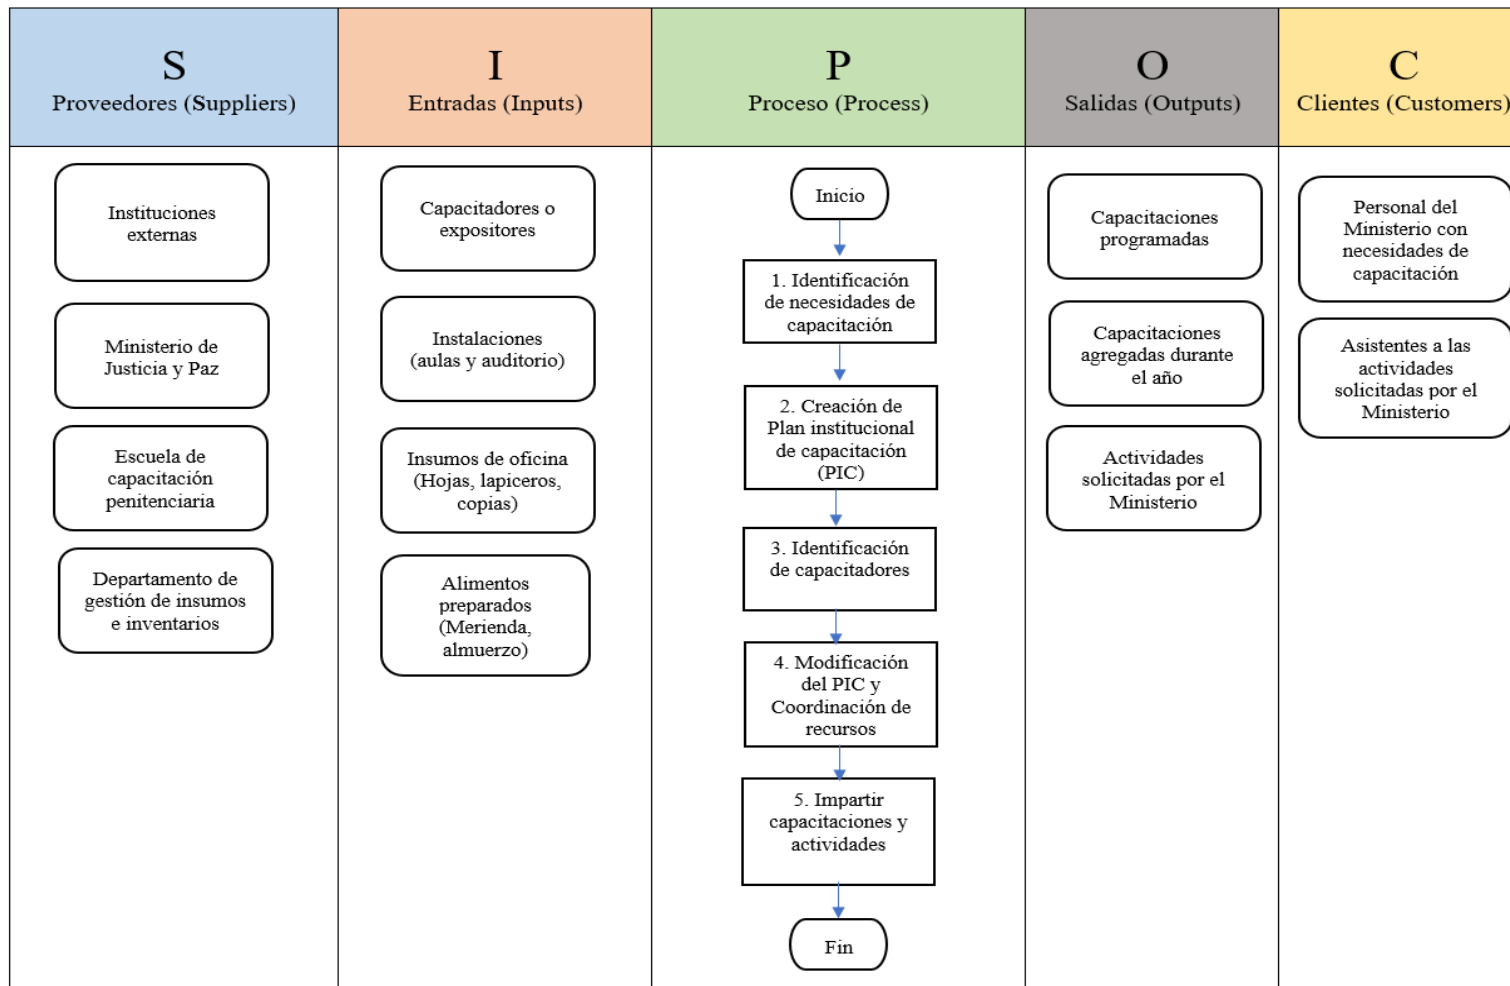 S
Proveedores (Suppliers)
I
Entradas (Inputs)
P
Proceso (Process)
O
Salidas (Outputs)
C
Clientes (Customers)
Instituciones
externas
Ministerio de
Justicia y Paz
Escuela de
capacitación
penitenciaria
Departamento de
gestión de insumos
e inventarios
Capacitadores o
expositores
Instalaciones
(aulas y auditorio)
Insumos de oficina
(Hojas, lapiceros,
copias)
Alimentos
preparados
(Merienda,
almuerzo)
Inicio
1. Identificación
de necesidades de
capacitación
2. Creación de
Plan institucional
de capacitación
(PIC)
3. Identificación
de capacitadores
4. Modificación
del PIC y
Coordinación de
recursos
5. Impartir
capacitaciones y
actividades
Fin
Capacitaciones
programadas
Capacitaciones
agregadas durante
el año
Actividades
solicitadas por el
Ministerio
Personal del
Ministerio con
necesidades de
capacitación
Asistentes a las
actividades
solicitadas por el
Ministerio